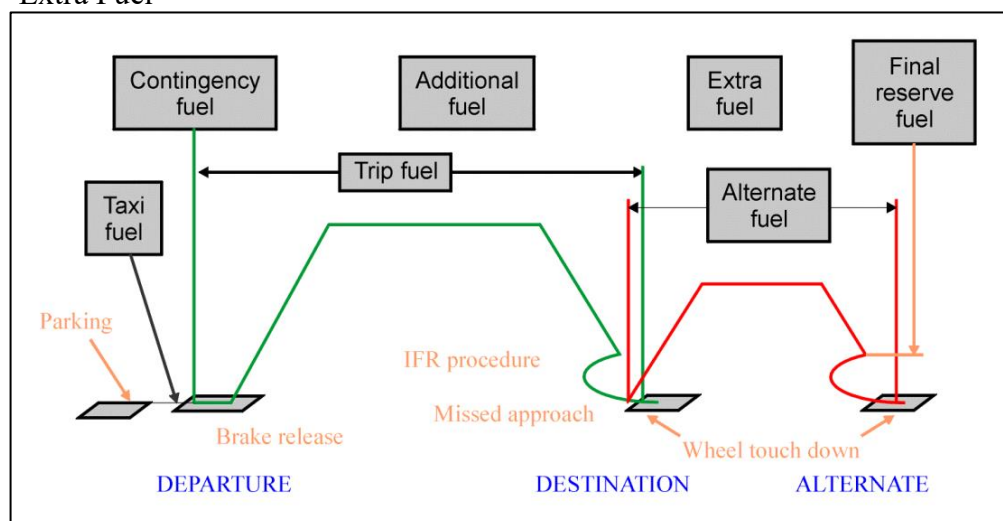 Extra Fuel
Contingency
fuel
Additional
fuel
Extra
fuel
Final
reserve
fuel
Trip fuel
Alternate
fuel
Taxi
fuel
Parking
IFR procedure
Missed approach
Brake release
Wheel touch down
DEPARTURE
DESTINATION
ALTERNATE